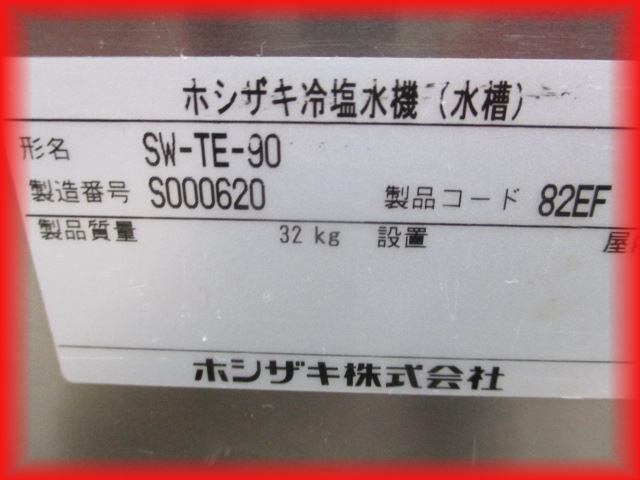 ホシザキ冷塩水機（水槽）
形名 SW-TE-90
製造番号 S000620 製品コード 82EF
製品質量 32 kg 設置 屋
ホシザキ株式会社